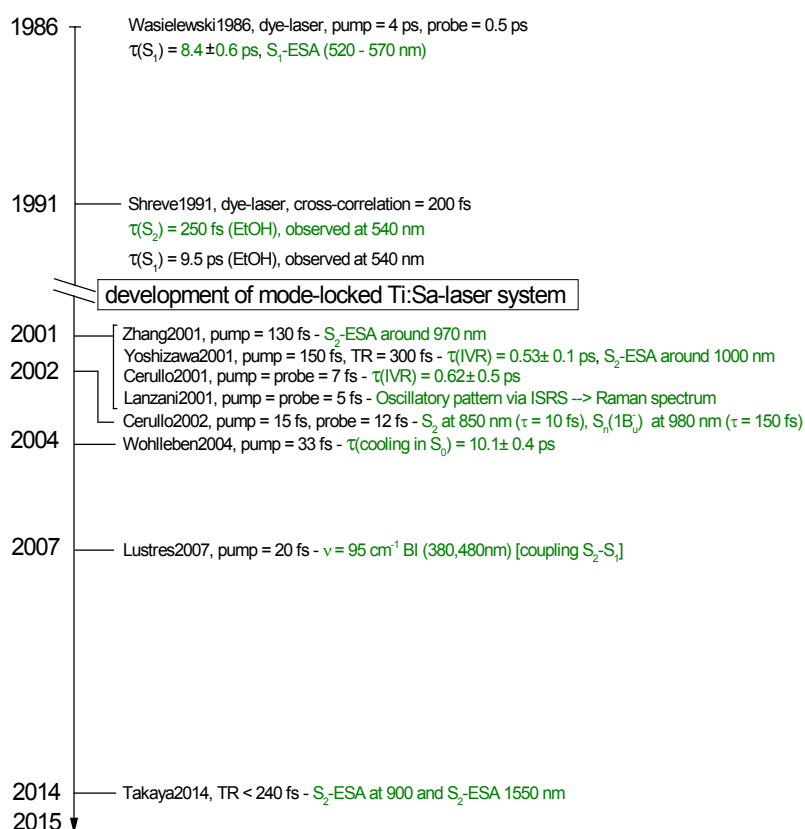 1986
Wasielewski1986, dye-laser, pump = 4 ps, probe = 0.5 ps
τ(S₁) = 8.4±0.6 ps, S₁-ESA (520 - 570 nm)
1991
Shreve1991, dye-laser, cross-correlation = 200 fs
τ(S₂) = 250 fs (EtOH), observed at 540 nm
τ(S₁) = 9.5 ps (EtOH), observed at 540 nm
development of mode-locked Ti:Sa-laser system
2001
Zhang2001, pump = 130 fs - S₂-ESA around 970 nm
Yoshizawa2001, pump = 150 fs, TR = 300 fs - τ(IVR) = 0.53± 0.1 ps, S₂-ESA around 1000 nm
2002
Cerullo2001, pump = probe = 7 fs - τ(IVR) = 0.62± 0.5 ps
Lanzani2001, pump = probe = 5 fs - Oscillatory pattern via ISRS --> Raman spectrum
Cerullo2002, pump = 15 fs, probe = 12 fs - S₂ at 850 nm (τ = 10 fs), Sₙ(1Bᵤ⁻) at 980 nm (τ = 150 fs)
2004
Wohlleben2004, pump = 33 fs - τ(cooling in S₀) = 10.1± 0.4 ps
2007
Lustres2007, pump = 20 fs - ν = 95 cm⁻¹ Bl (380,480nm) [coupling S₂-S₁]
2014
Takaya2014, TR < 240 fs - S₂-ESA at 900 and S₂-ESA 1550 nm
2015